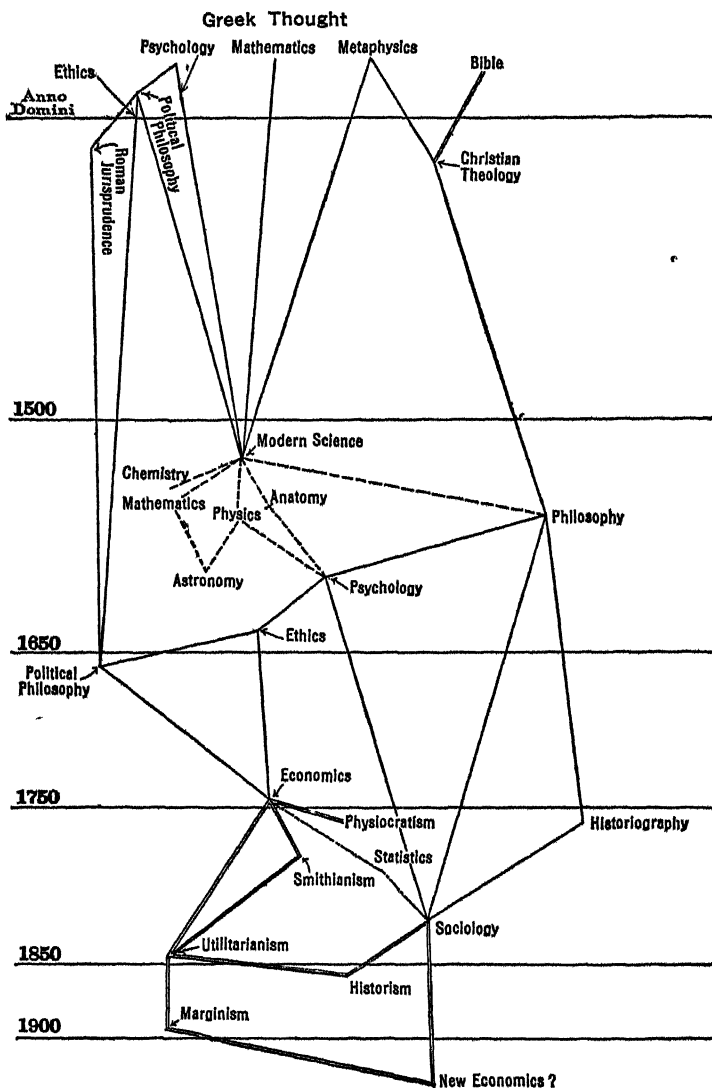 Greek Thought
Psychology
Mathematics
Metaphysics
Ethics
Bible
Anno
Domini
Political
Philosophy
Roman
Jurisprudence
Christian
Theology
1500
Modern Science
Chemistry
Mathematics
Anatomy
Physics
Philosophy
Astronomy
Psychology
Ethics
1650
Political
Philosophy
Economics
1750
Physiocratism
Historiography
Statistics
Smithianism
Sociology
Utilitarianism
1850
Historism
Marginism
1900
New Economics ?